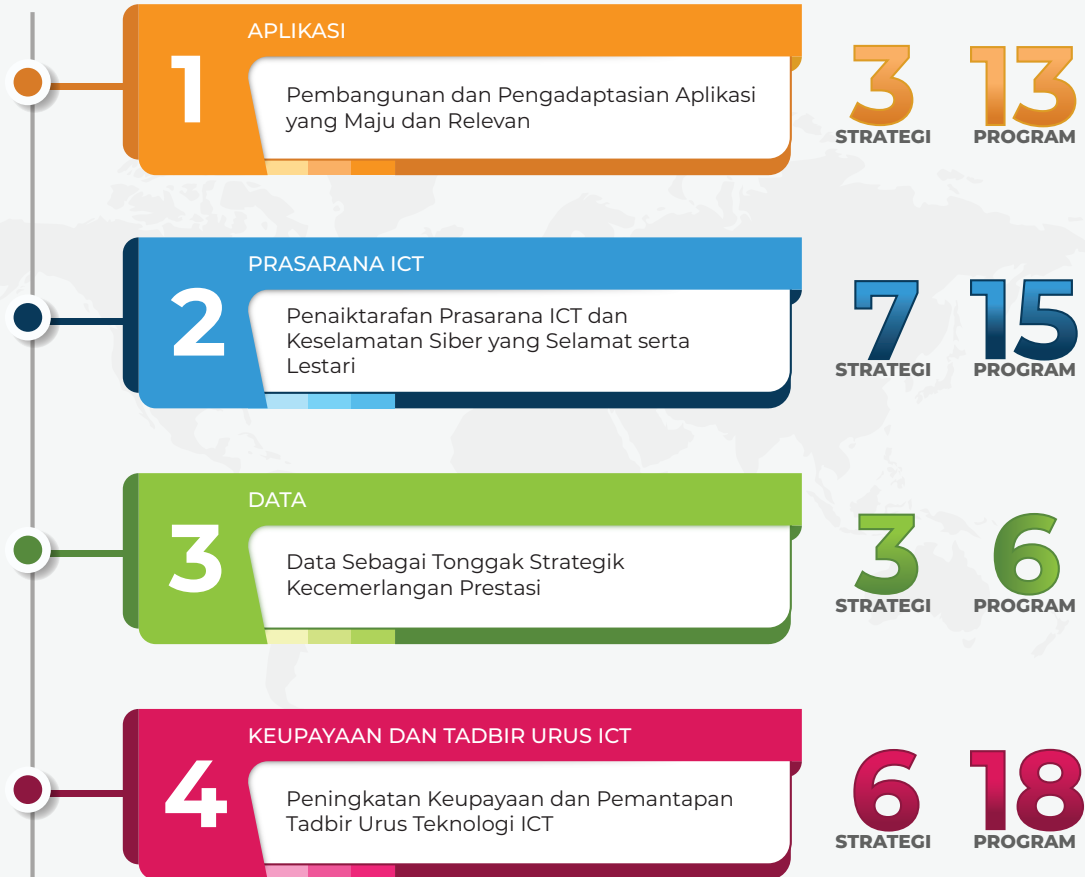 APLIKASI
1
Pembangunan dan Pengadaptasian Aplikasi
yang Maju dan Relevan
3 13
STRATEGI PROGRAM
PRASARANA ICT
2
Penaiktarafan Prasarana ICT dan
Keselamatan Siber yang Selamat serta
Lestari
7 15
STRATEGI PROGRAM
DATA
3
Data Sebagai Tonggak Strategik
Kecemerlangan Prestasi
3 6
STRATEGI PROGRAM
KEUPAYAAN DAN TADBIR URUS ICT
4
Peningkatan Keupayaan dan Pemantapan
Tadbir Urus Teknologi ICT
6 18
STRATEGI PROGRAM